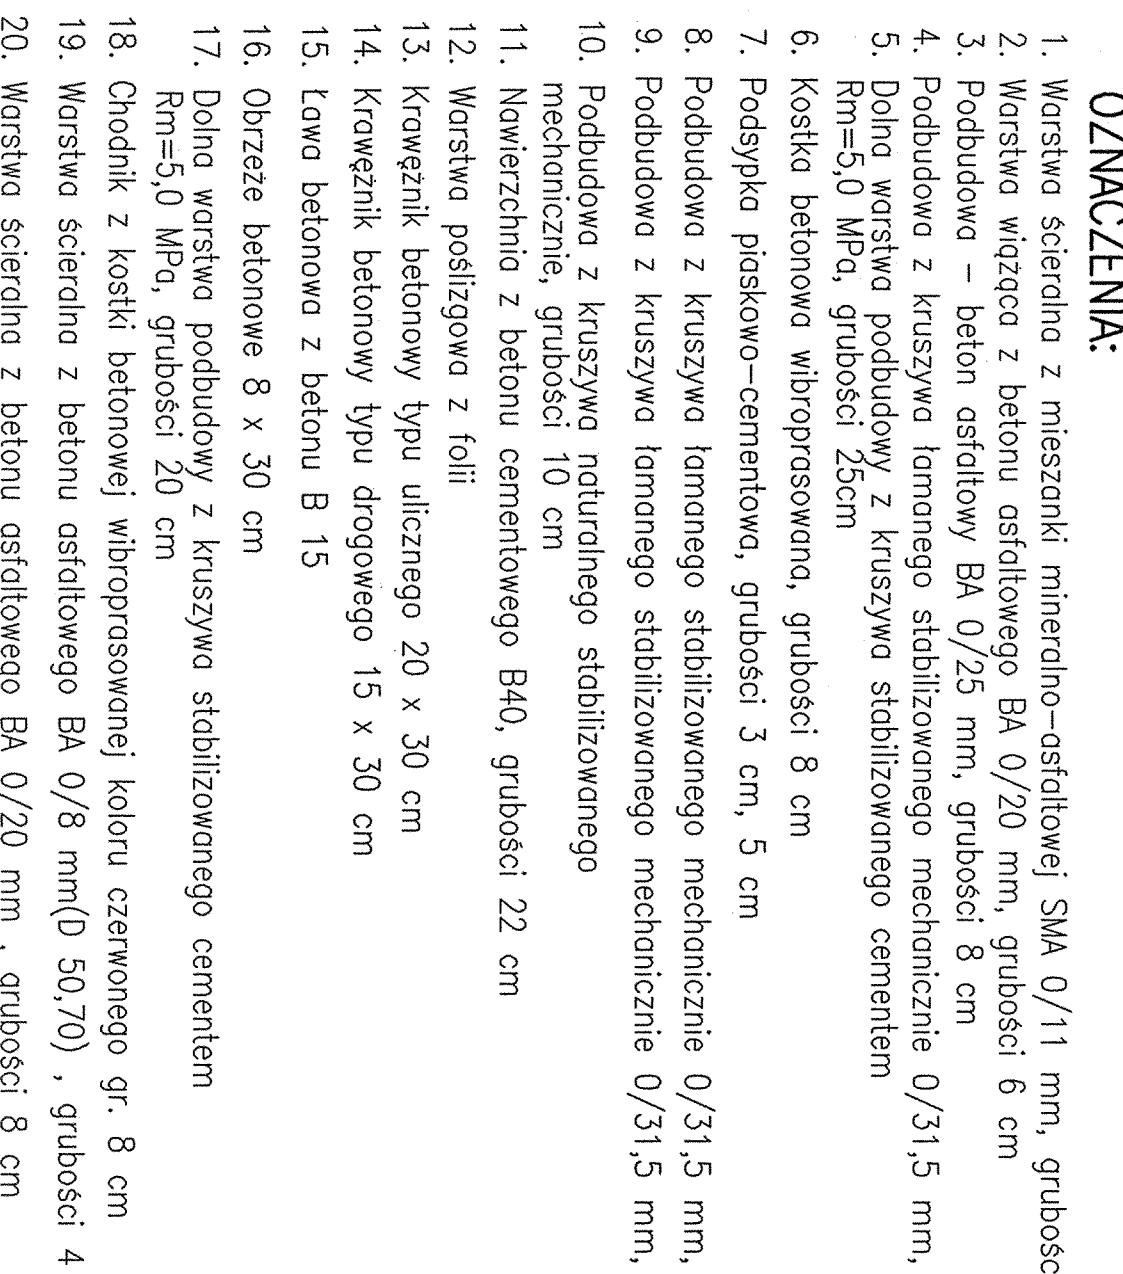 OZNACZENIA:
1. Warstwa ścieralna z mieszanki mineralno-asfaltowej SMA 0/11 mm, grubośc
2. Warstwa wiążąca z betonu asfaltowego BA 0/20 mm, grubości 6 cm
3. Podbudowa - beton asfaltowy BA 0/25 mm, grubości 8 cm
4. Podbudowa z kruszywa łamanego stabilizowanego mechanicznie 0/31,5 mm,
5. Dolna warstwa podbudowy z kruszywa stabilizowanego cementem
Rm=5,0 MPa, grubości 25cm
6. Kostka betonowa wibroprasowana, grubości 8 cm
7. Podsypka piaskowo-cementowa, grubości 3 cm, 5 cm
8. Podbudowa z kruszywa łamanego stabilizowanego mechanicznie 0/31,5 mm,
9. Podbudowa z kruszywa łamanego stabilizowanego mechanicznie 0/31,5 mm,
10. Podbudowa z kruszywa naturalnego stabilizowanego
mechanicznie, grubości 10 cm
11. Nawierzchnia z betonu cementowego B40, grubości 22 cm
12. Warstwa poślizgowa z folii
13. Krawężnik betonowy typu ulicznego 20 x 30 cm
14. Krawężnik betonowy typu drogowego 15 x 30 cm
15. Ława betonowa z betonu B 15
16. Obrzeże betonowe 8 x 30 cm
17. Dolna warstwa podbudowy z kruszywa stabilizowanego cementem
Rm=5,0 MPa, grubości 20 cm
18. Chodnik z kostki betonowej wibroprasowanej koloru czerwonego gr. 8 cm
19. Warstwa ścieralna z betonu asfaltowego BA 0/8 mm(D 50,70) , grubości 4
20. Warstwa ścieralna z betonu asfaltowego BA 0/20 mm , grubości 8 cm